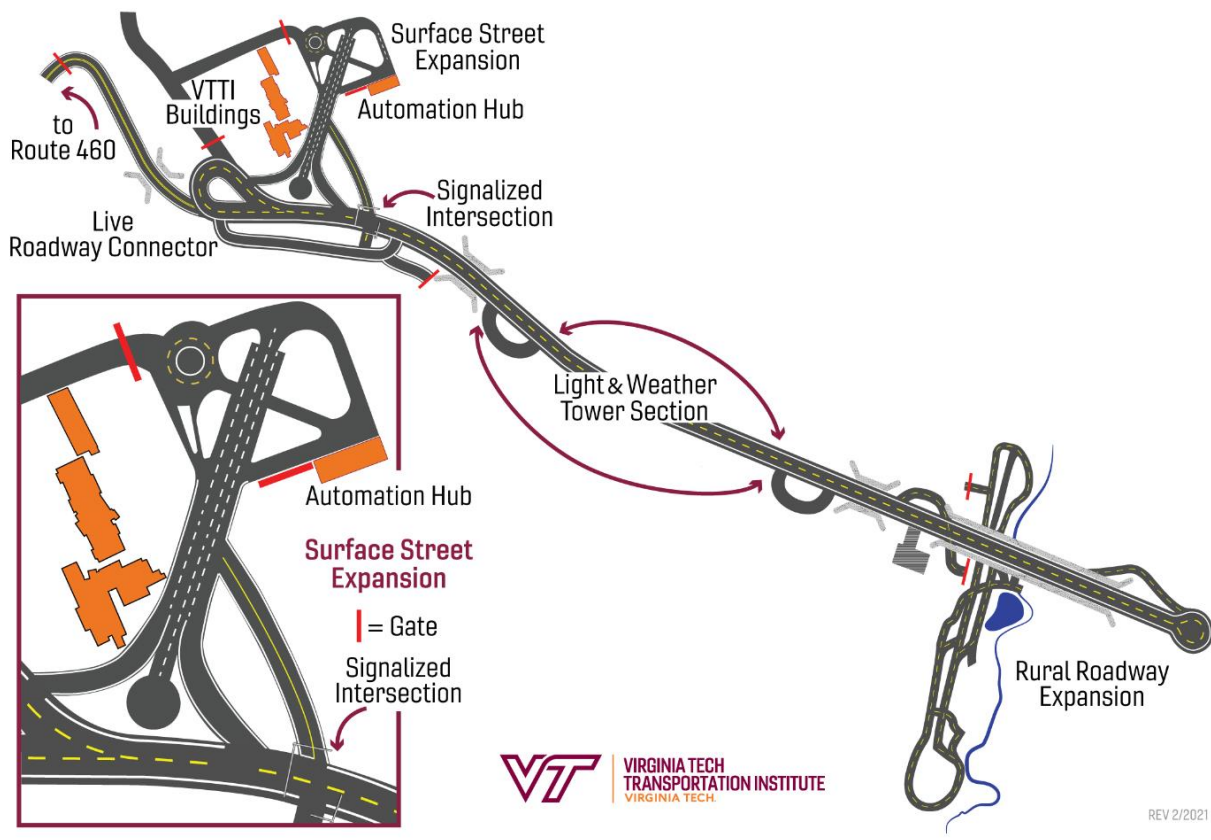 Surface Street
Expansion
VTTI
Buildings
Automation Hub
to
Route 460
Signalized
Intersection
Live
Roadway Connector
Light & Weather
Tower Section
Automation Hub
Surface Street
Expansion
= Gate
Signalized
Intersection
Rural Roadway
Expansion
VT
VIRGINIA TECH
TRANSPORTATION INSTITUTE
VIRGINIA TECH.
REV 2/2021